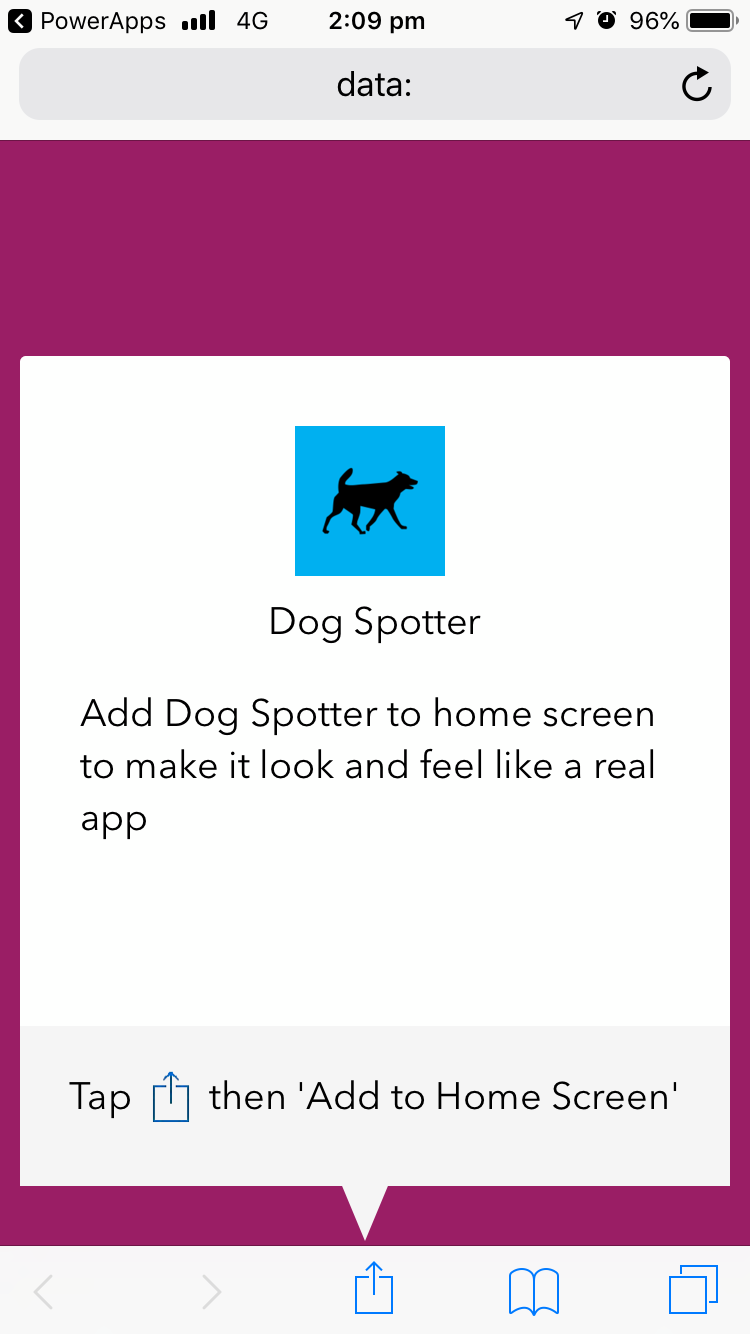 PowerApps 4G 2:09 pm 96%
data:
Dog Spotter
Add Dog Spotter to home screen
to make it look and feel like a real
app
Tap then 'Add to Home Screen'